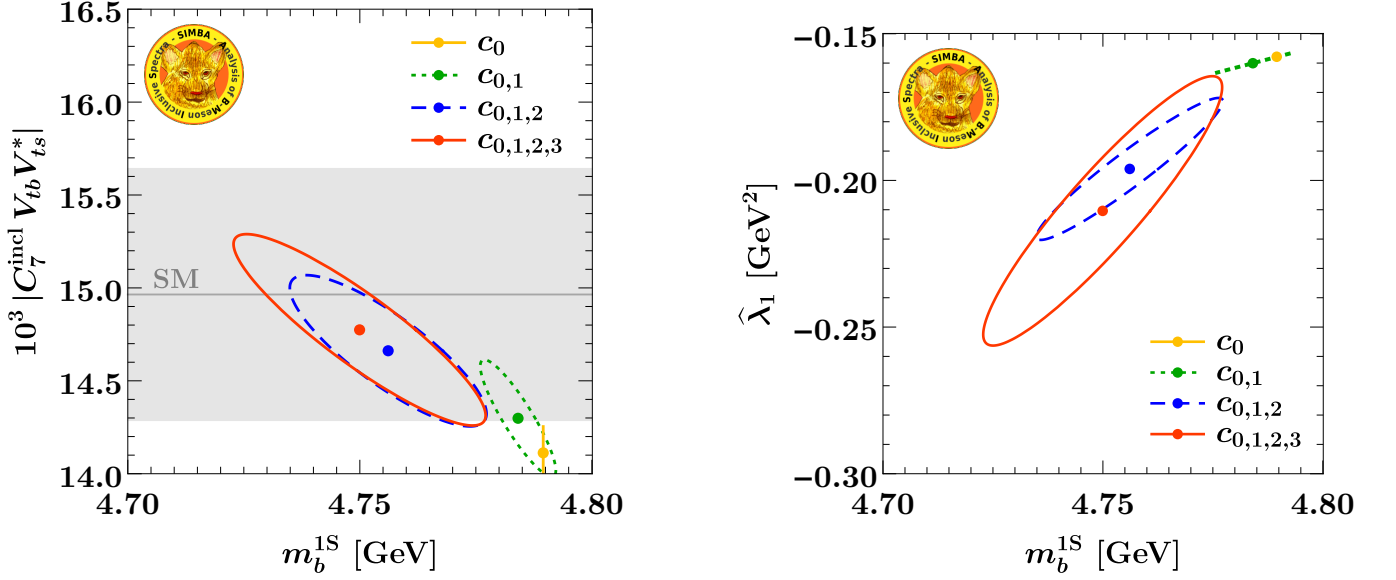 16.5
16.0
15.5
15.0
14.5
14.0
10³ |C₇ⁱⁿᶜˡ V_tb V*_ts|
SIMBA - Analysis of B-Meson Inclusive Spectra -
c₀
c₀,₁
c₀,₁,₂
c₀,₁,₂,₃
SM
4.70 4.75 4.80
m_b^1S [GeV]
−0.15
−0.20
−0.25
−0.30
λ̂₁ [GeV²]
SIMBA - Analysis of B-Meson Inclusive Spectra -
c₀
c₀,₁
c₀,₁,₂
c₀,₁,₂,₃
4.70 4.75 4.80
m_b^1S [GeV]